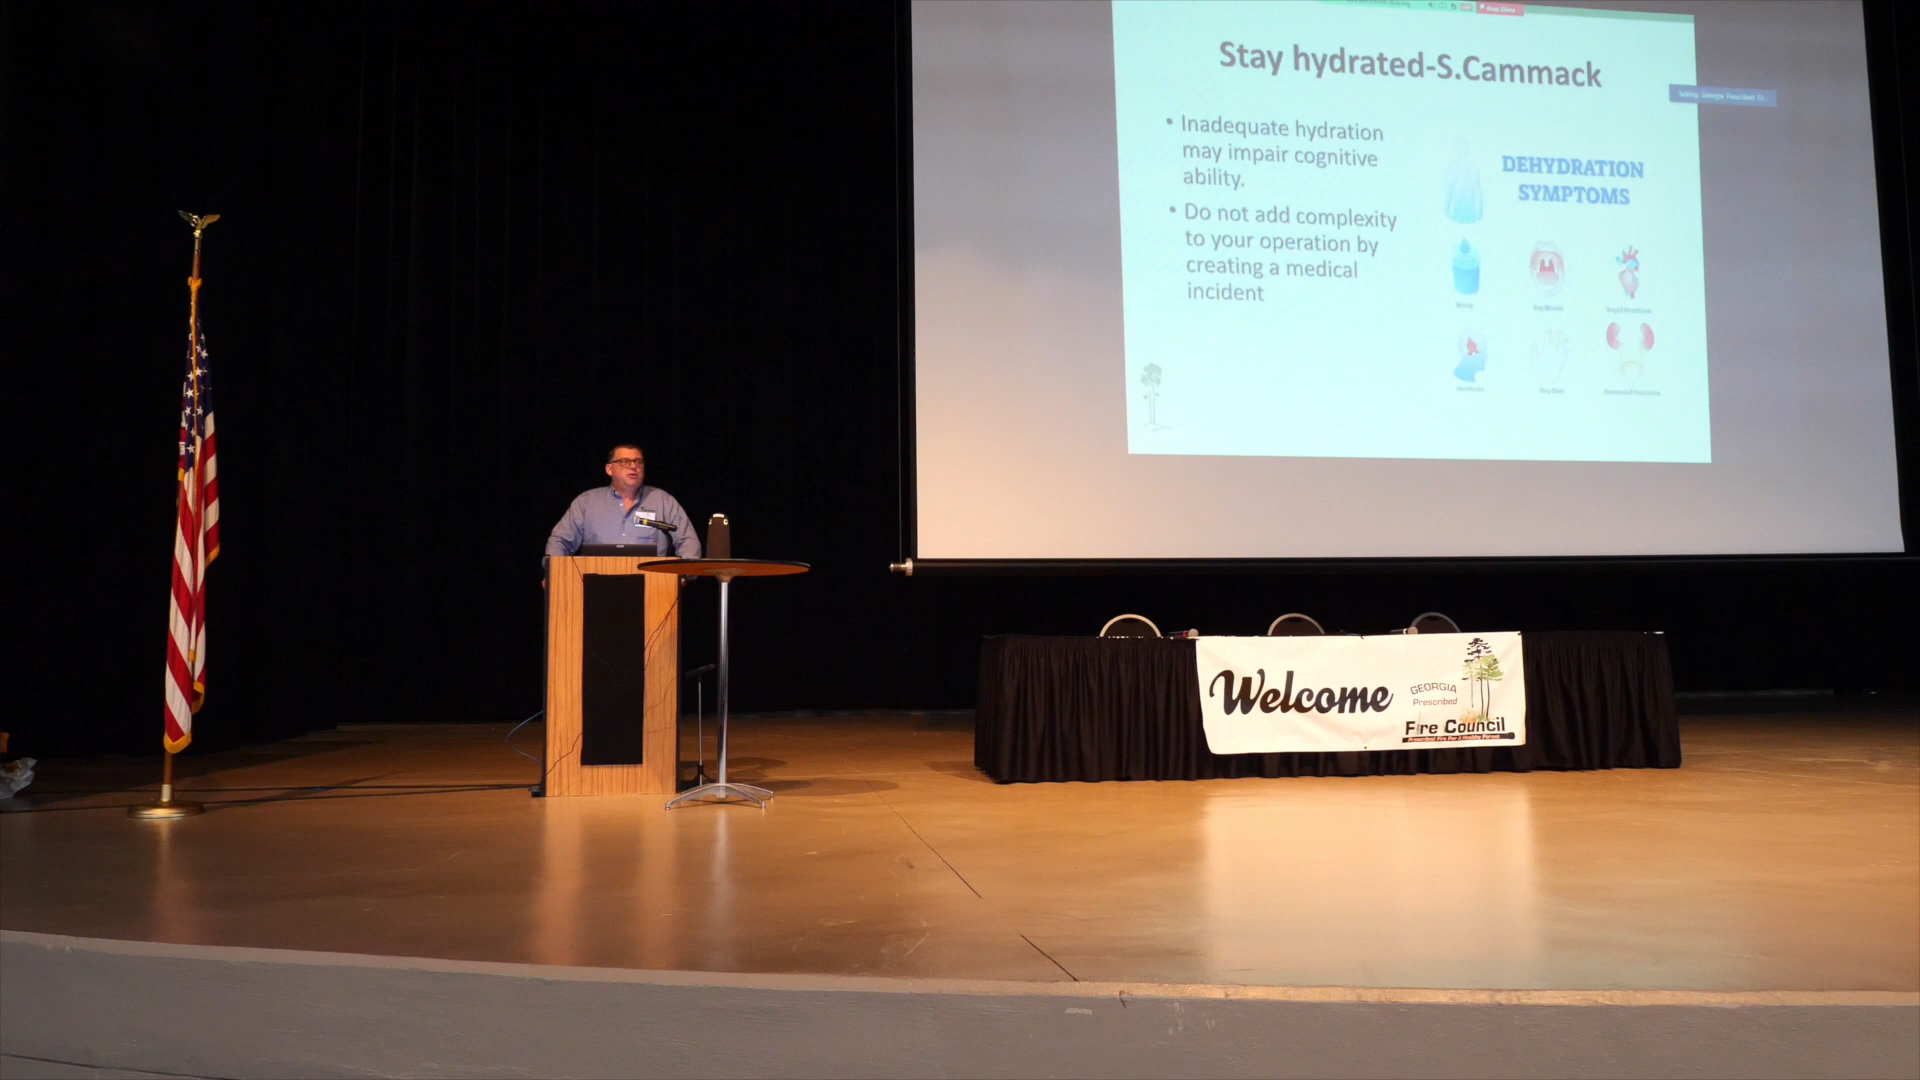 Stay hydrated-S.Cammack
• Inadequate hydration
may impair cognitive
ability.
• Do not add complexity
to your operation by
creating a medical
incident
DEHYDRATION
SYMPTOMS
Welcome
GEORGIA
Prescribed
Fire Council